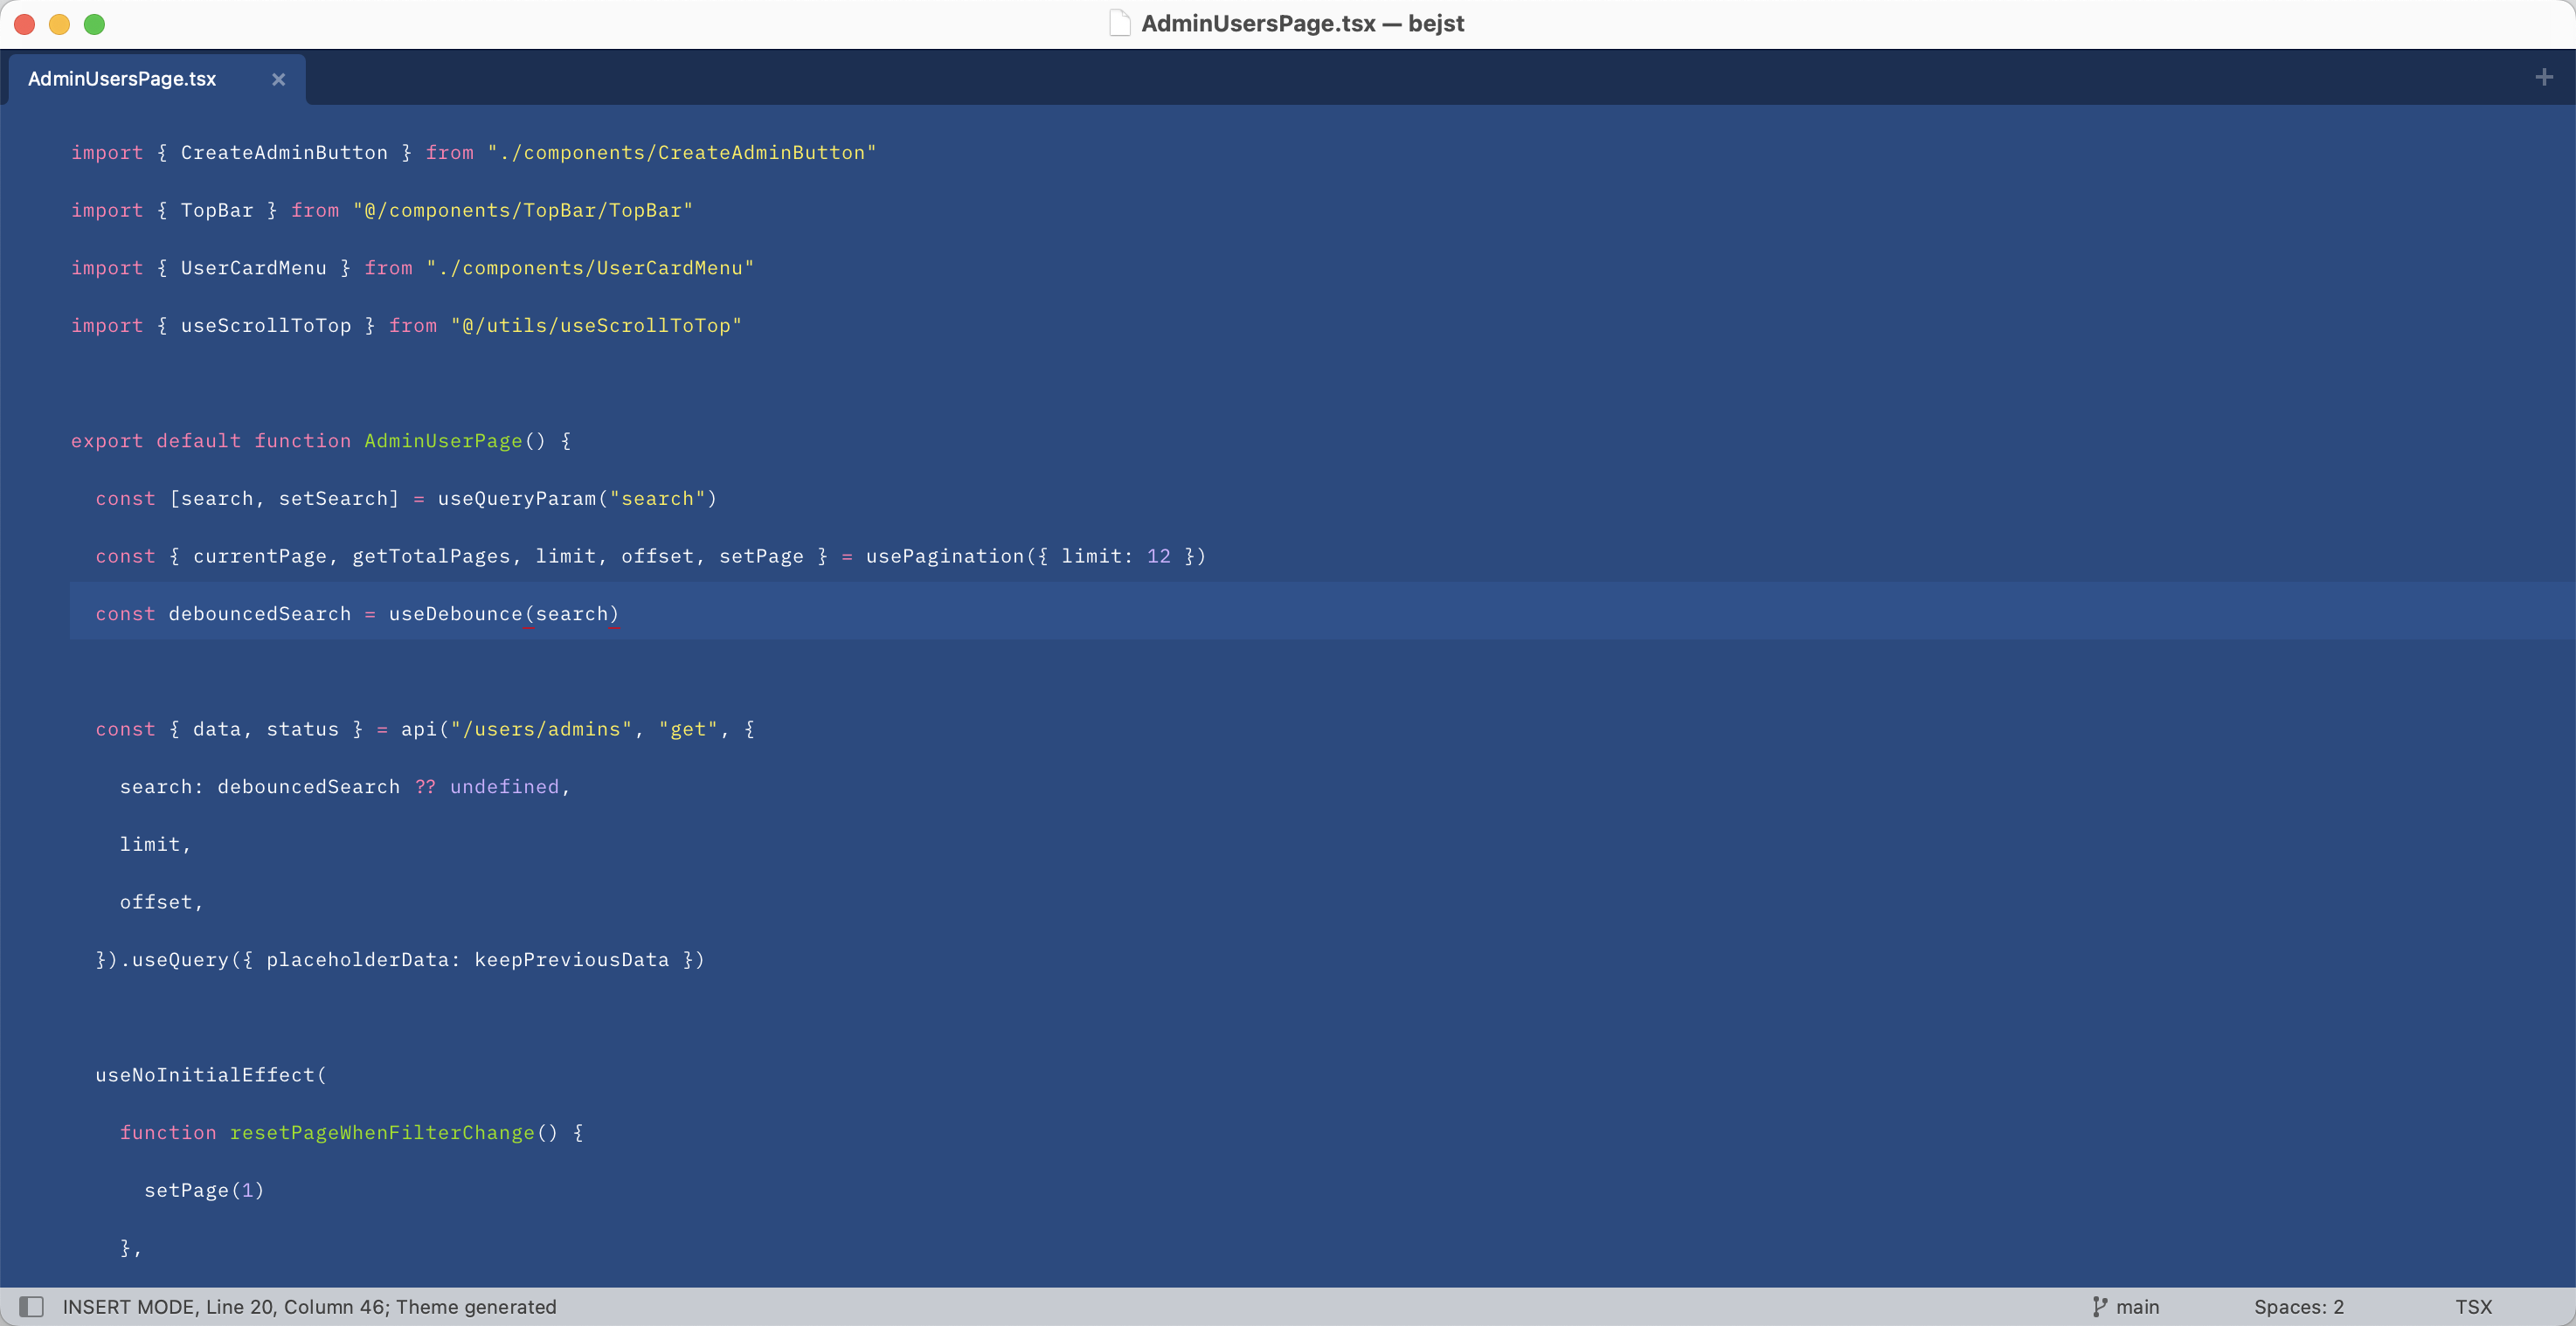 AdminUsersPage.tsx — bejst
AdminUsersPage.tsx
import { CreateAdminButton } from "./components/CreateAdminButton"
import { TopBar } from "@/components/TopBar/TopBar"
import { UserCardMenu } from "./components/UserCardMenu"
import { useScrollToTop } from "@/utils/useScrollToTop"
export default function AdminUserPage() {
  const [search, setSearch] = useQueryParam("search")
  const { currentPage, getTotalPages, limit, offset, setPage } = usePagination({ limit: 12 })
  const debouncedSearch = useDebounce(search)
  const { data, status } = api("/users/admins", "get", {
    search: debouncedSearch ?? undefined,
    limit,
    offset,
  }).useQuery({ placeholderData: keepPreviousData })
  useNoInitialEffect(
    function resetPageWhenFilterChange() {
      setPage(1)
    },
INSERT MODE, Line 20, Column 46; Theme generated
main
Spaces: 2
TSX